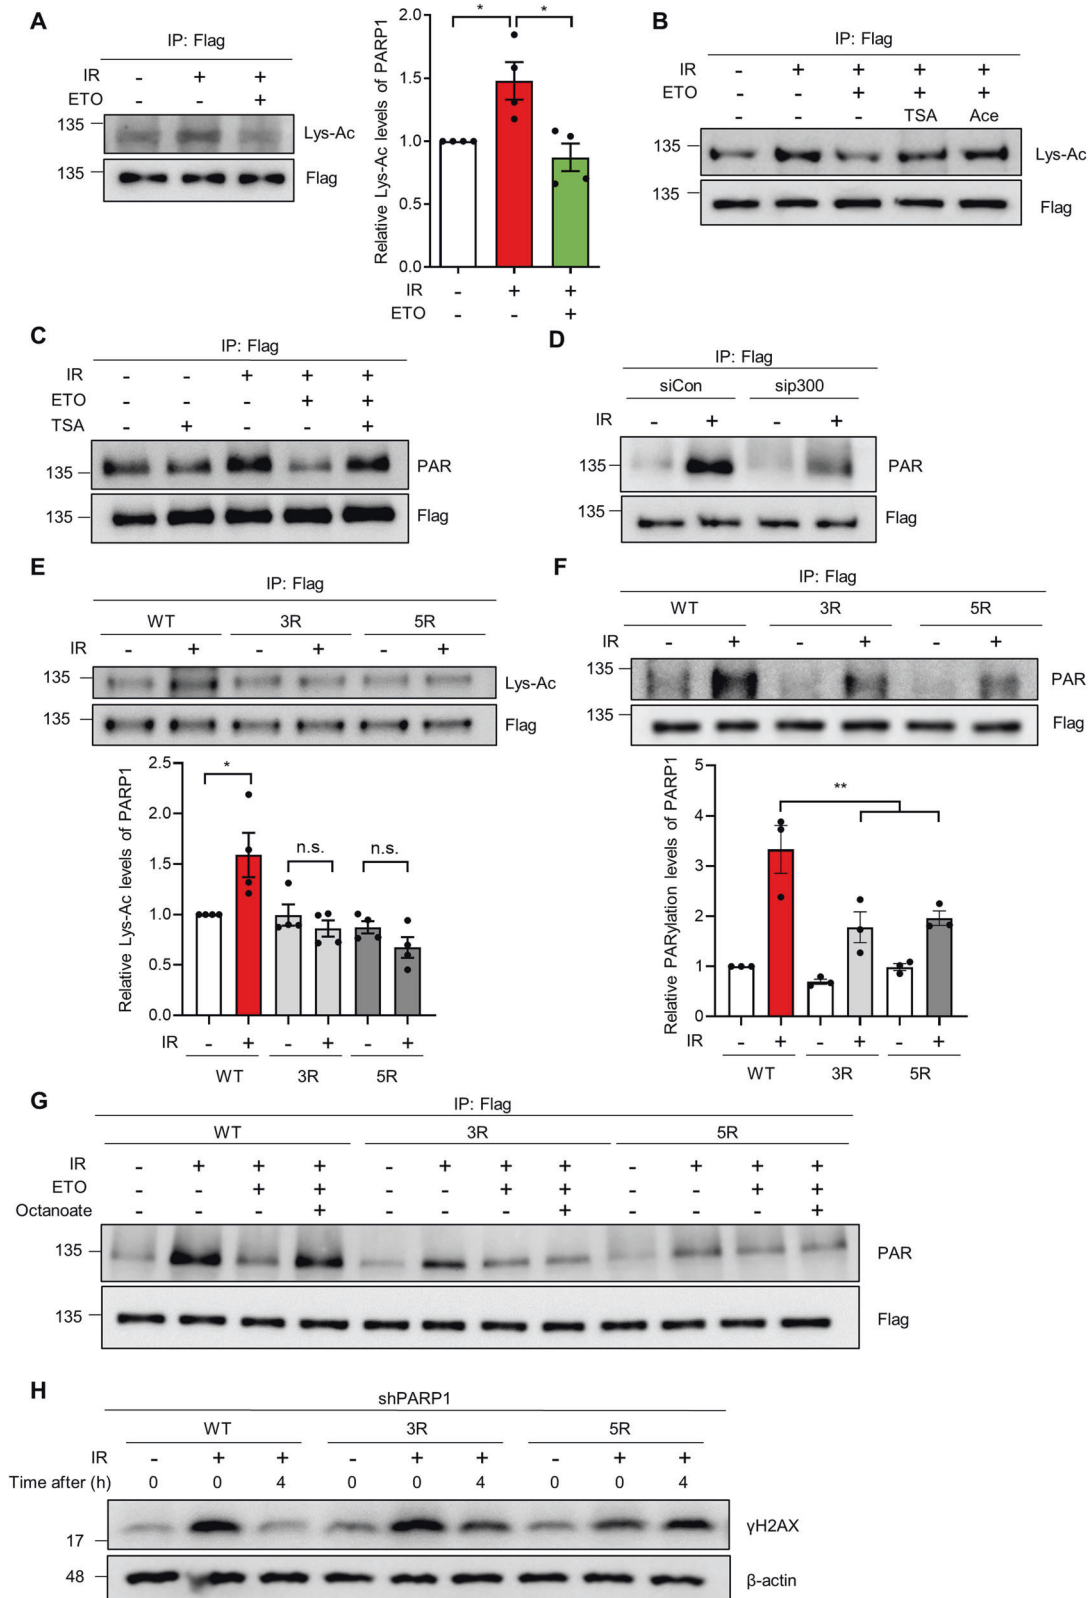 A
IP: Flag
IR - + +
ETO - - +
135
Lys-Ac
135
Flag
Relative Lys-Ac levels of PARP1
2.0
1.5
1.0
0.5
0.0
* *
IR - + +
ETO - - +
B
IP: Flag
IR - + + + +
ETO - - + + +
- - - TSA Ace
135
Lys-Ac
135
Flag
C
IP: Flag
IR - - + + +
ETO - - - + +
TSA - + - - +
135
PAR
135
Flag
D
IP: Flag
siCon sip300
IR - + - +
135
PAR
135
Flag
E
IP: Flag
WT 3R 5R
IR - + - + - +
135
Lys-Ac
135
Flag
Relative Lys-Ac levels of PARP1
2.5
2.0
1.5
1.0
0.5
0.0
* n.s. n.s.
IR - + - + - +
WT 3R 5R
F
IP: Flag
WT 3R 5R
IR - + - + - +
135
PAR
135
Flag
Relative PARylation levels of PARP1
5
4
3
2
1
0
**
IR - + - + - +
WT 3R 5R
G
IP: Flag
WT 3R 5R
IR - + + + - + + + - + + +
ETO - - + + - - + + - - + +
Octanoate - - - + - - - + - - - +
135
PAR
135
Flag
H
shPARP1
WT 3R 5R
IR - + + - + + - + +
Time after (h) 0 0 4 0 0 4 0 0 4
γH2AX
17
48
β-actin